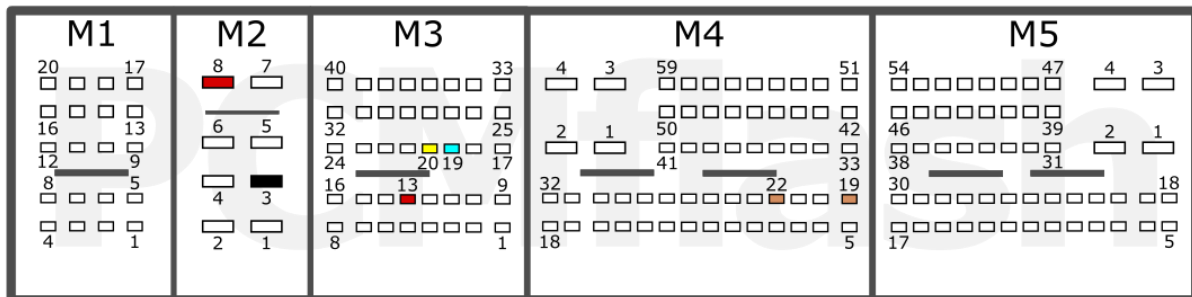 M1 M2 M3 M4 M5
20 17 8 7 40 33 4 3 59 51 54 47 4 3
16 13 6 5 32 25 2 1 50 42 46 39 2 1
12 9 24 20 19 17 41 33 38 31
8 5 4 3 16 13 9 32 22 19 30 18
4 1 2 1 8 1 18 5 17 5
PCMflash